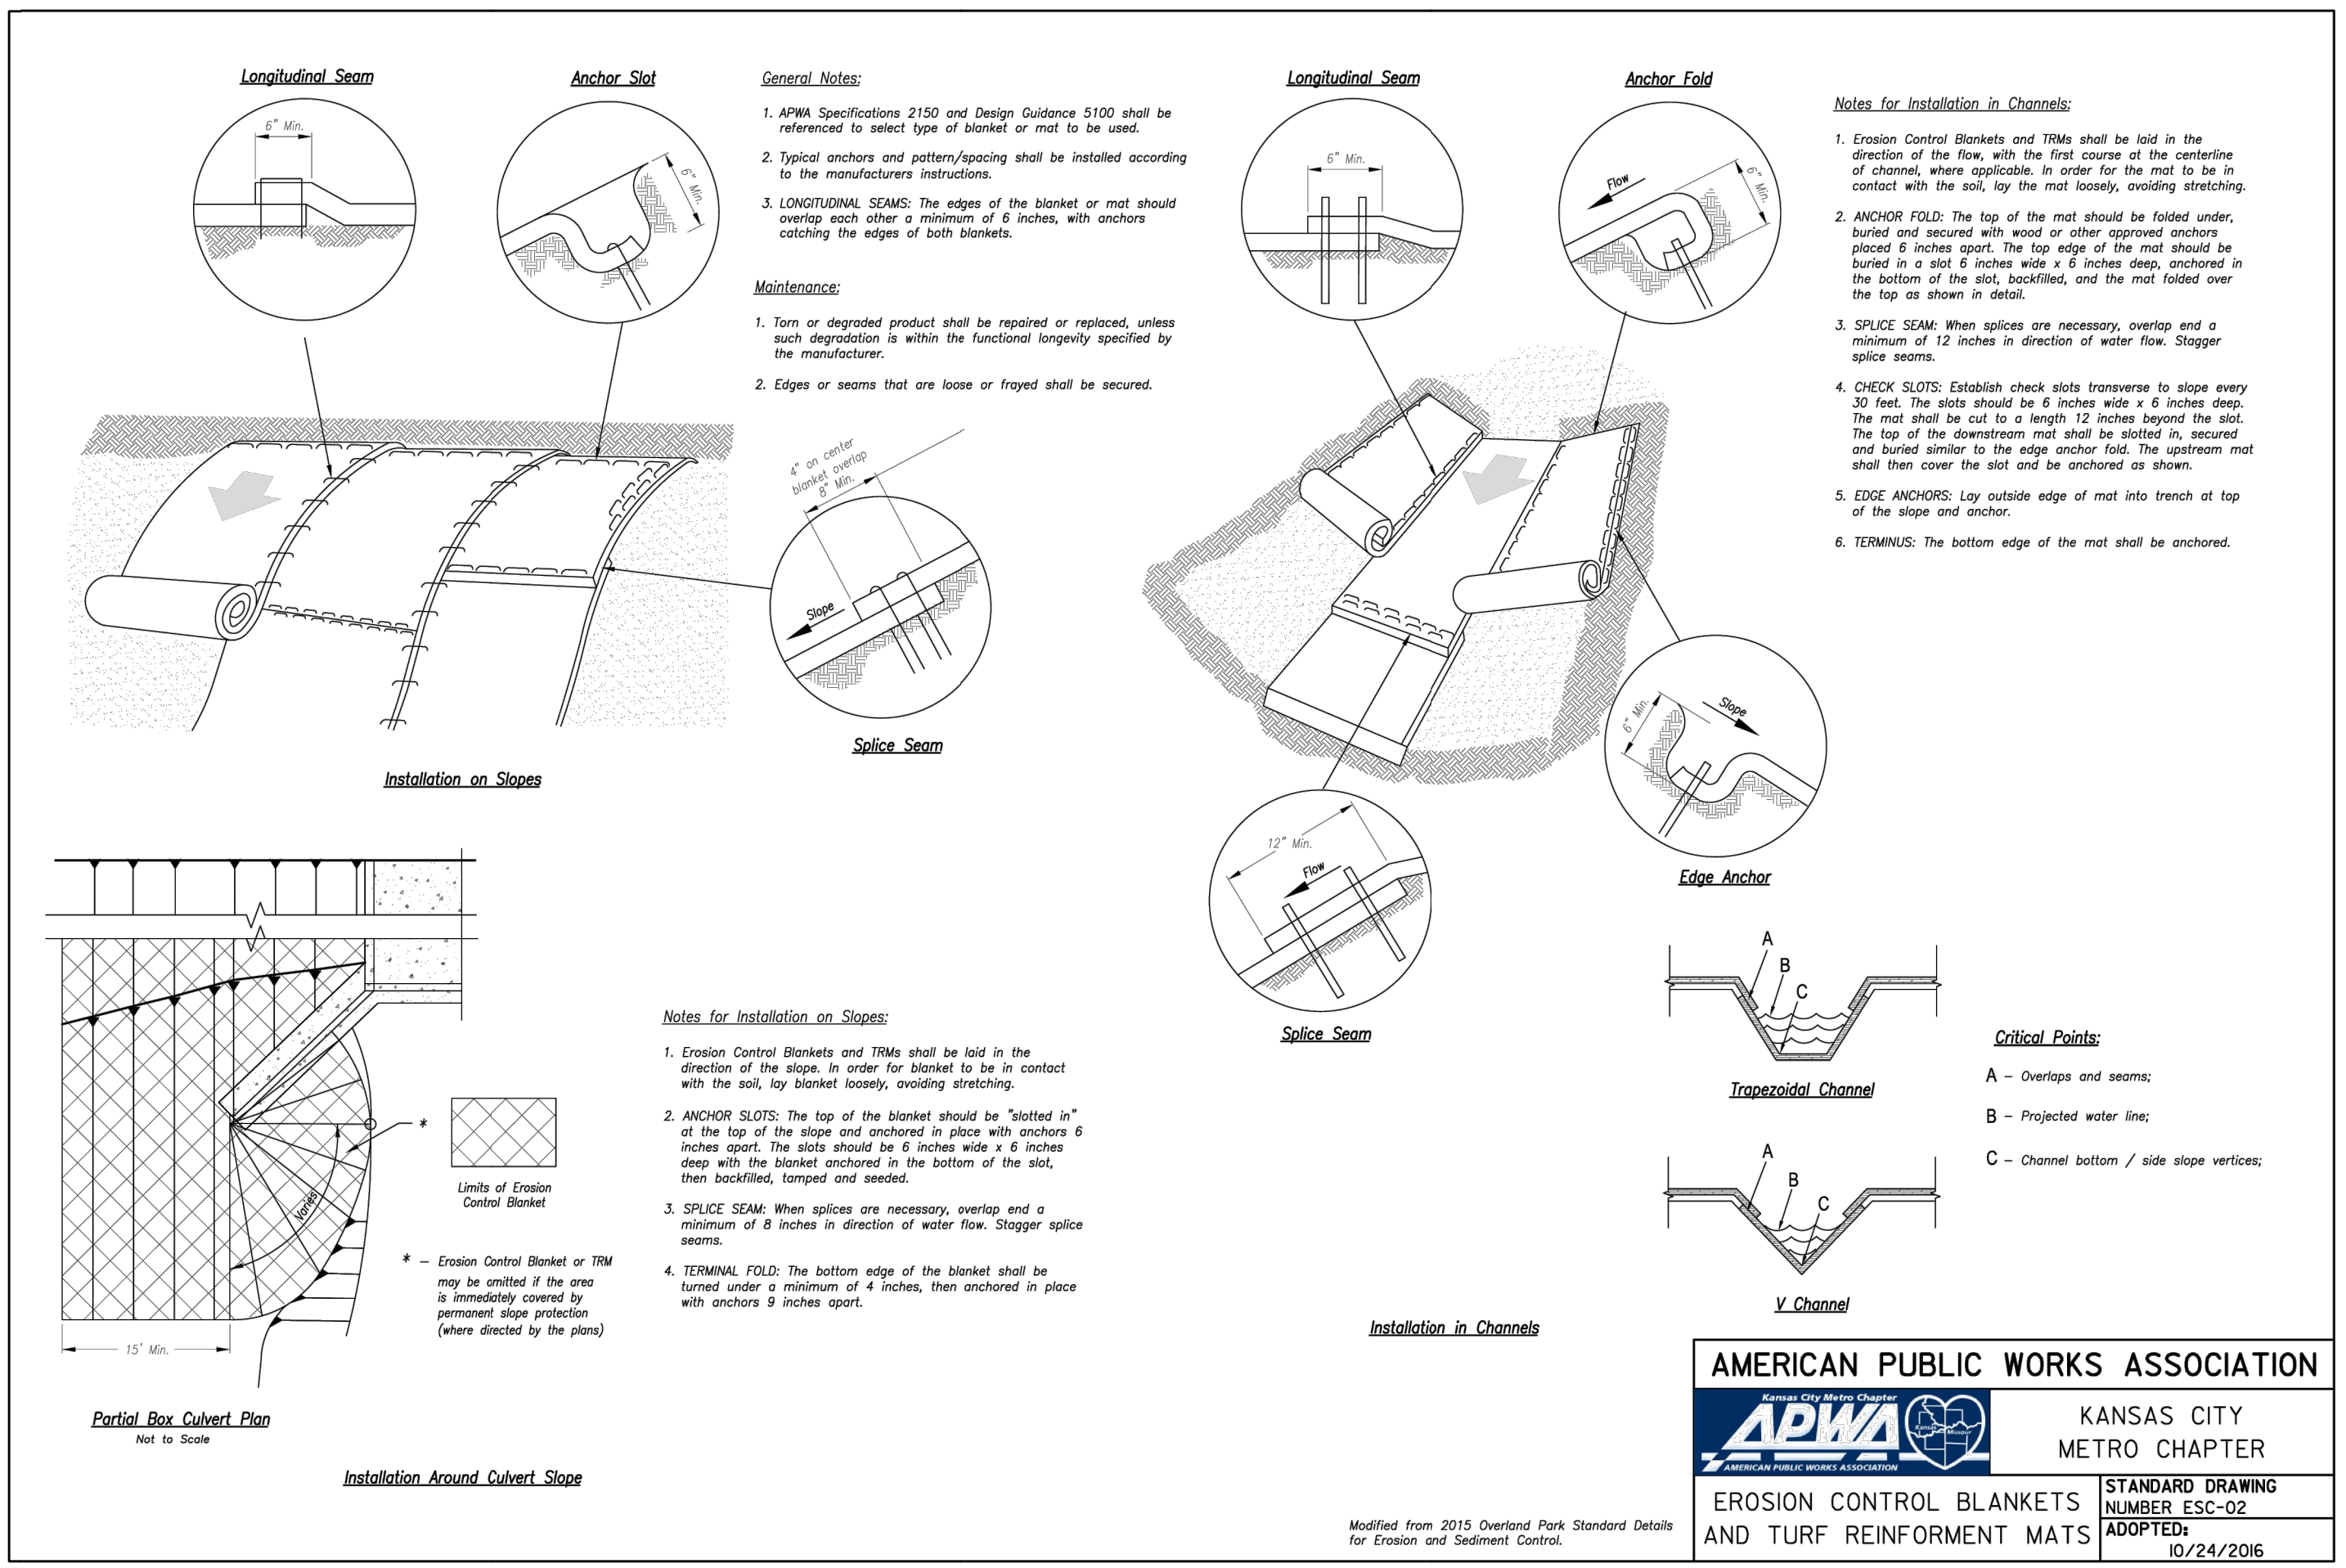 Longitudinal Seam
6" Min.
Anchor Slot
6" Min.
General Notes:
1. APWA Specifications 2150 and Design Guidance 5100 shall be
referenced to select type of blanket or mat to be used.
2. Typical anchors and pattern/spacing shall be installed according
to the manufacturers instructions.
3. LONGITUDINAL SEAMS: The edges of the blanket or mat should
overlap each other a minimum of 6 inches, with anchors
catching the edges of both blankets.
Maintenance:
1. Torn or degraded product shall be repaired or replaced, unless
such degradation is within the functional longevity specified by
the manufacturer.
2. Edges or seams that are loose or frayed shall be secured.
4" on center
blanket overlap
8" Min.
Slope
Splice Seam
Installation on Slopes
Longitudinal Seam
6" Min.
Anchor Fold
Flow
6" Min.
Notes for Installation in Channels:
1. Erosion Control Blankets and TRMs shall be laid in the
direction of the flow, with the first course at the centerline
of channel, where applicable. In order for the mat to be in
contact with the soil, lay the mat loosely, avoiding stretching.
2. ANCHOR FOLD: The top of the mat should be folded under,
buried and secured with wood or other approved anchors
placed 6 inches apart. The top edge of the mat should be
buried in a slot 6 inches wide x 6 inches deep, anchored in
the bottom of the slot, backfilled, and the mat folded over
the top as shown in detail.
3. SPLICE SEAM: When splices are necessary, overlap end a
minimum of 12 inches in direction of water flow. Stagger
splice seams.
4. CHECK SLOTS: Establish check slots transverse to slope every
30 feet. The slots should be 6 inches wide x 6 inches deep.
The mat shall be cut to a length 12 inches beyond the slot.
The top of the downstream mat shall be slotted in, secured
and buried similar to the edge anchor fold. The upstream mat
shall then cover the slot and be anchored as shown.
5. EDGE ANCHORS: Lay outside edge of mat into trench at top
of the slope and anchor.
6. TERMINUS: The bottom edge of the mat shall be anchored.
6" Min.
Slope
Edge Anchor
12" Min.
Flow
Splice Seam
A
B
C
Trapezoidal Channel
A
B
C
V Channel
Critical Points:
A – Overlaps and seams;
B – Projected water line;
C – Channel bottom / side slope vertices;
Installation in Channels
*
Varies
15' Min.
Limits of Erosion
Control Blanket
* – Erosion Control Blanket or TRM
may be omitted if the area
is immediately covered by
permanent slope protection
(where directed by the plans)
Partial Box Culvert Plan
Not to Scale
Installation Around Culvert Slope
Notes for Installation on Slopes:
1. Erosion Control Blankets and TRMs shall be laid in the
direction of the slope. In order for blanket to be in contact
with the soil, lay blanket loosely, avoiding stretching.
2. ANCHOR SLOTS: The top of the blanket should be "slotted in"
at the top of the slope and anchored in place with anchors 6
inches apart. The slots should be 6 inches wide x 6 inches
deep with the blanket anchored in the bottom of the slot,
then backfilled, tamped and seeded.
3. SPLICE SEAM: When splices are necessary, overlap end a
minimum of 8 inches in direction of water flow. Stagger splice
seams.
4. TERMINAL FOLD: The bottom edge of the blanket shall be
turned under a minimum of 4 inches, then anchored in place
with anchors 9 inches apart.
Modified from 2015 Overland Park Standard Details
for Erosion and Sediment Control.
AMERICAN PUBLIC WORKS ASSOCIATION
Kansas City Metro Chapter
APWA
Kansas
Missouri
AMERICAN PUBLIC WORKS ASSOCIATION
KANSAS CITY
METRO CHAPTER
EROSION CONTROL BLANKETS
AND TURF REINFORMENT MATS
STANDARD DRAWING
NUMBER ESC-02
ADOPTED:
10/24/2016